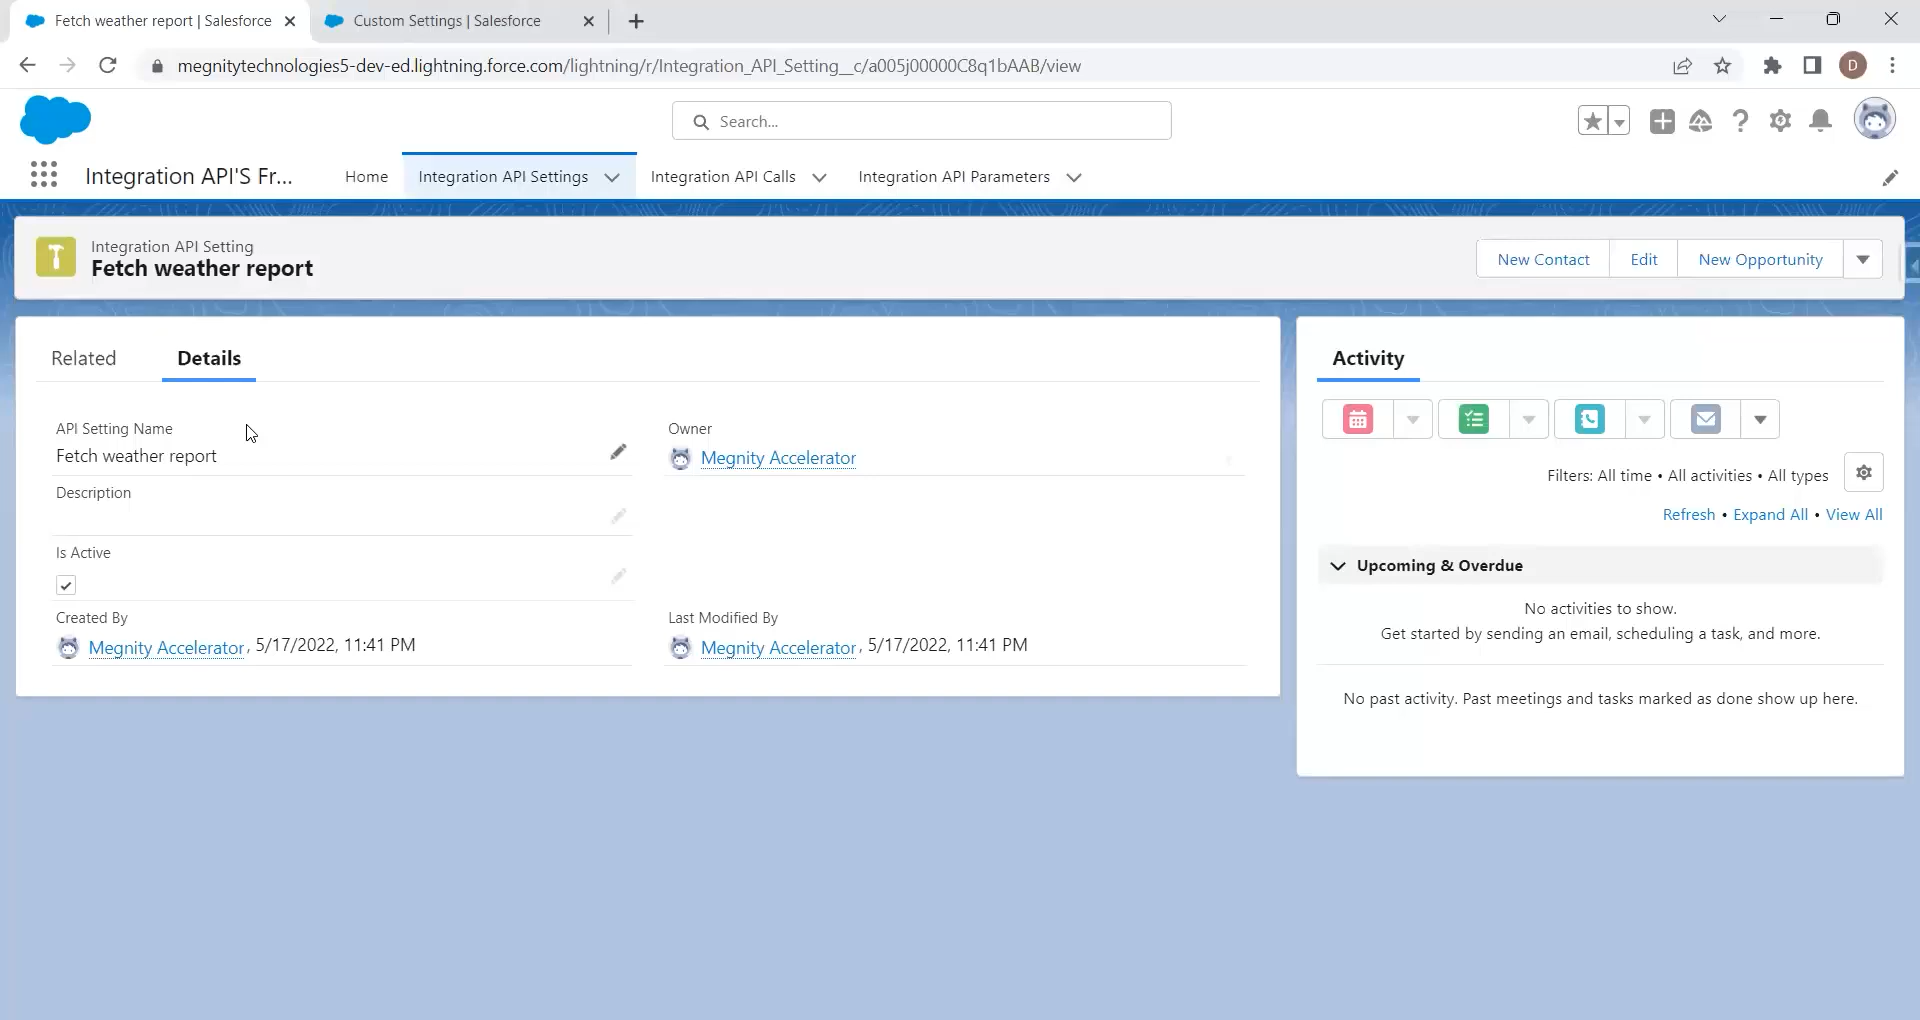 Fetch weather report | Salesforce
Custom Settings | Salesforce
megnitytechnologies5-dev-ed.lightning.force.com/lightning/r/Integration_API_Setting__c/a005j00000C8q1bAAB/view
D
Search...
Integration API'S Fr...
Home
Integration API Settings
Integration API Calls
Integration API Parameters
Integration API Setting
Fetch weather report
New Contact
Edit
New Opportunity
Related
Details
Activity
API Setting Name
Fetch weather report
Owner
Megnity Accelerator
Description
Is Active
Created By
Megnity Accelerator, 5/17/2022, 11:41 PM
Last Modified By
Megnity Accelerator, 5/17/2022, 11:41 PM
Filters: All time • All activities • All types
Refresh • Expand All • View All
Upcoming & Overdue
No activities to show.
Get started by sending an email, scheduling a task, and more.
No past activity. Past meetings and tasks marked as done show up here.